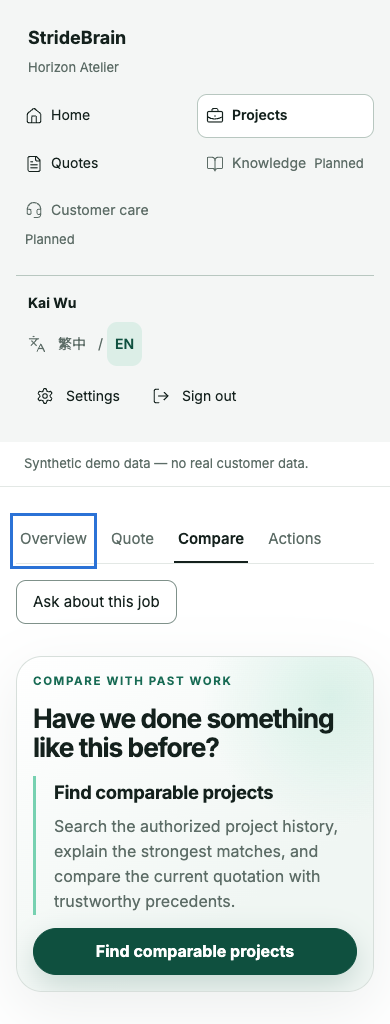 StrideBrain
Horizon Atelier
Home
Projects
Quotes
Knowledge Planned
Customer care
Planned
Kai Wu
繁中 / EN
Settings
Sign out
Synthetic demo data — no real customer data.
Overview Quote Compare Actions
Ask about this job
COMPARE WITH PAST WORK
Have we done something
like this before?
Find comparable projects
Search the authorized project history,
explain the strongest matches, and
compare the current quotation with
trustworthy precedents.
Find comparable projects